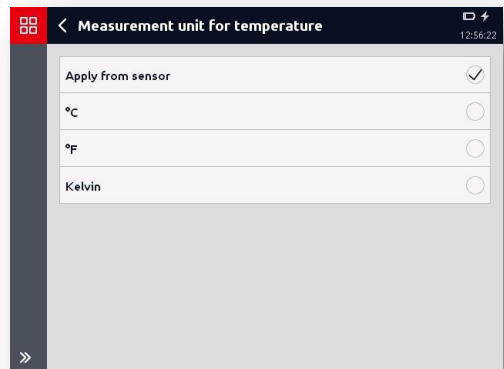 Measurement unit for temperature
12:56:22
Apply from sensor
°C
°F
Kelvin